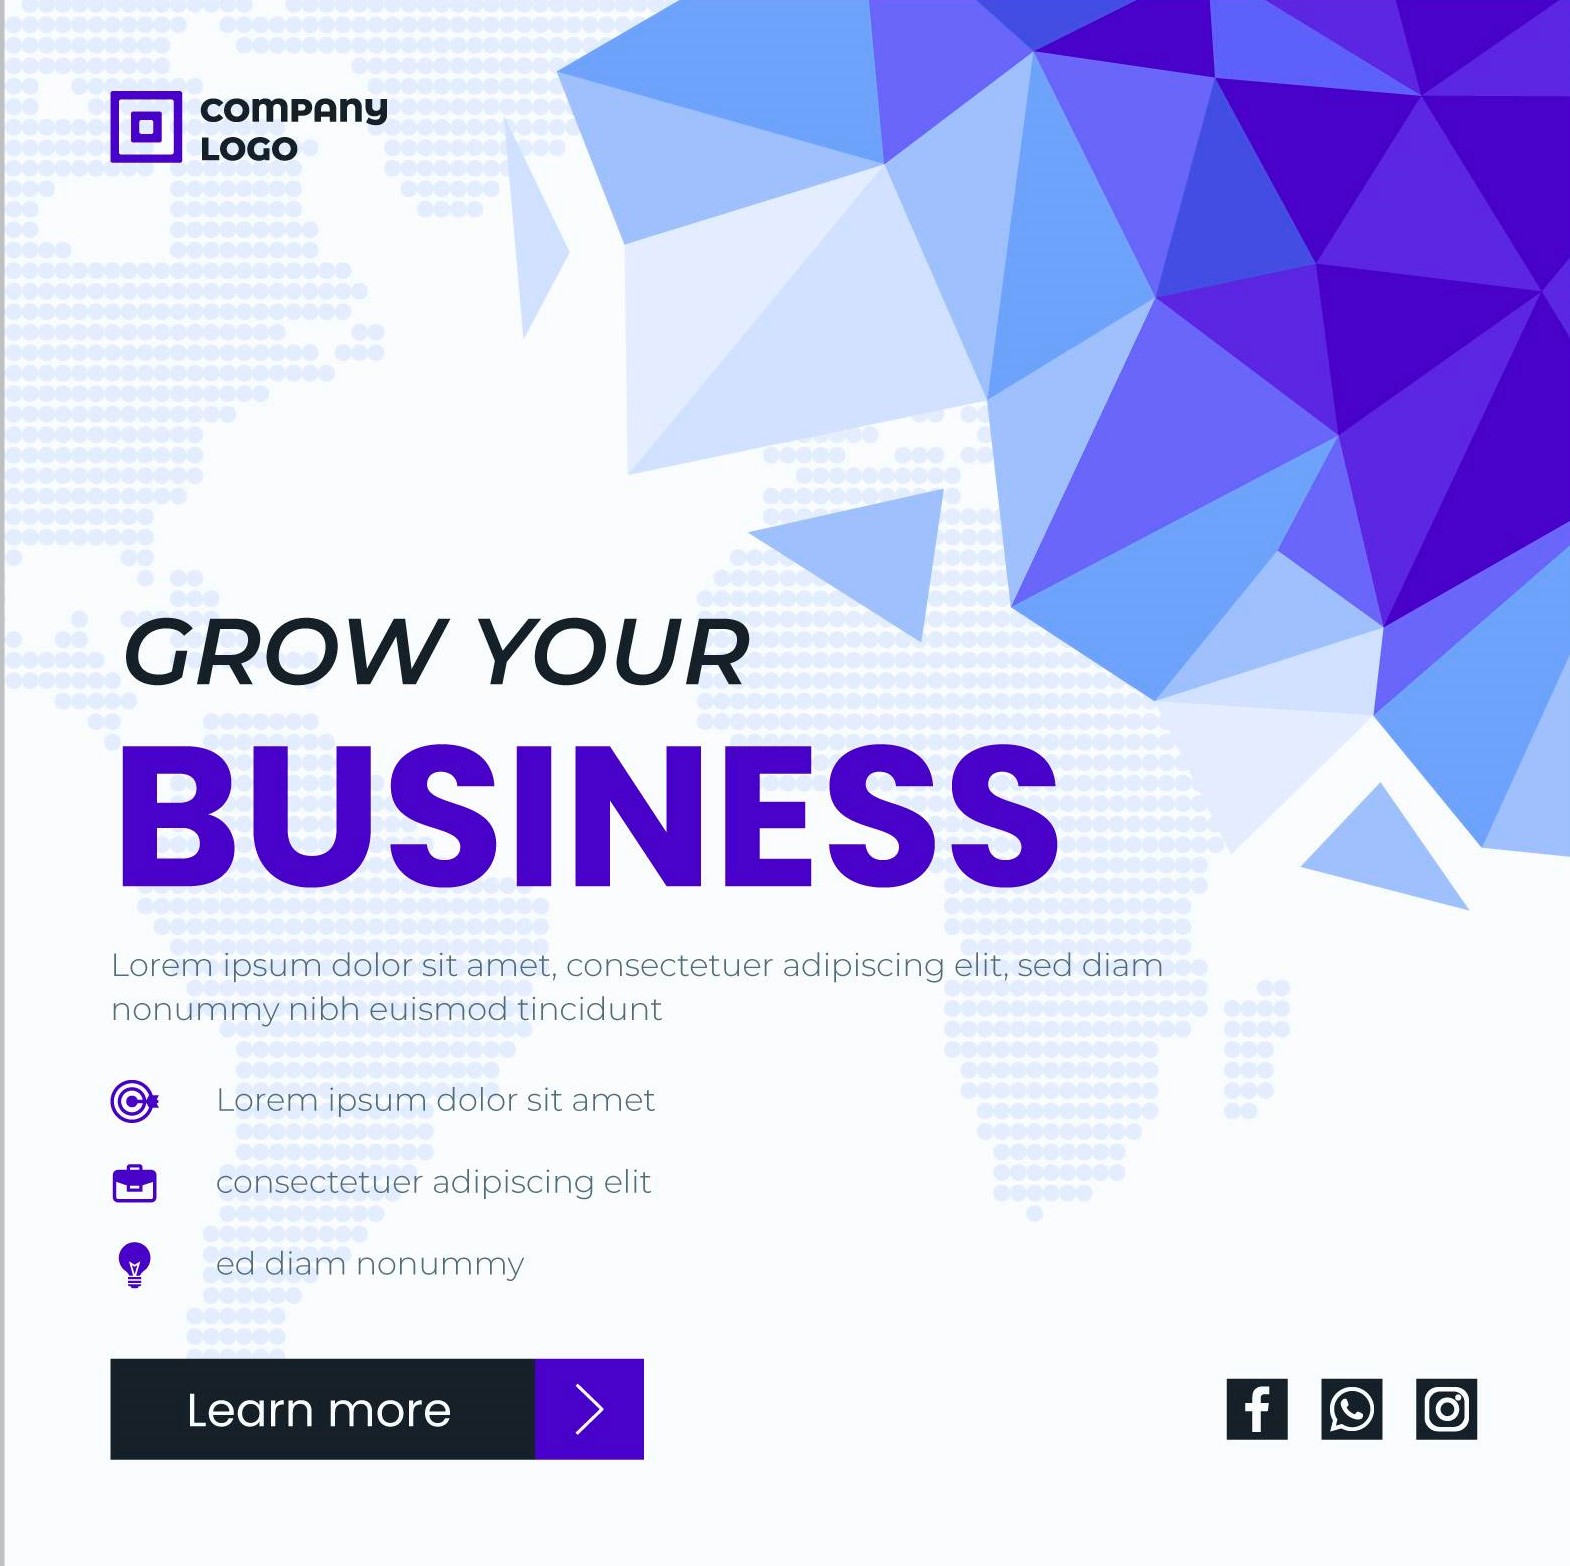 COMPANY
LOGO
GROW YOUR
BUSINESS
Lorem ipsum dolor sit amet, consectetuer adipiscing elit, sed diam
nonummy nibh euismod tincidunt
Lorem ipsum dolor sit amet
consectetuer adipiscing elit
ed diam nonummy
Learn more